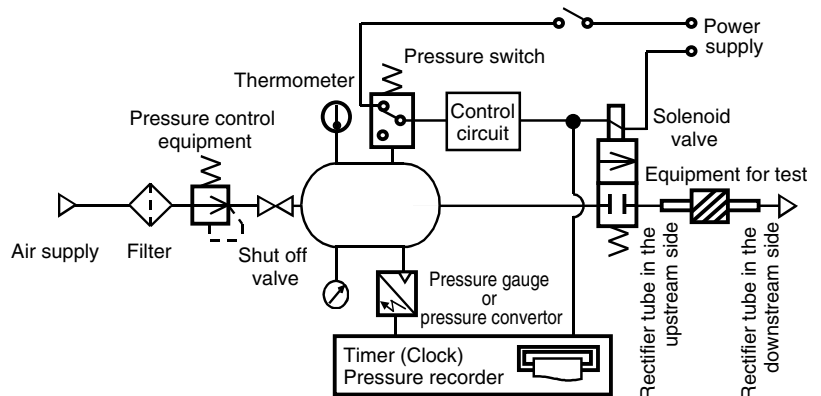 Power
supply
Pressure switch
Thermometer
Pressure control
equipment
Control
circuit
Solenoid
valve
Equipment for test
Air supply
Filter
Shut off
valve
Pressure gauge
or
pressure convertor
Rectifier tube in the
upstream side
Rectifier tube in the
downstream side
Timer (Clock)
Pressure recorder